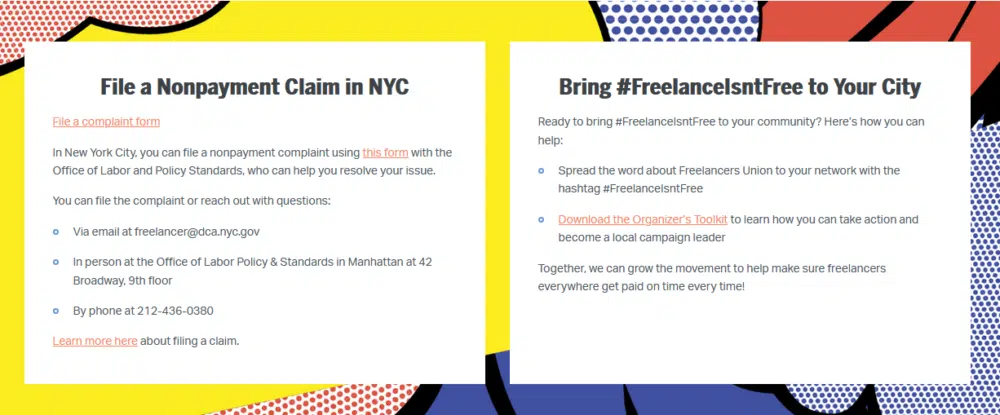 File a Nonpayment Claim in NYC
File a complaint form
In New York City, you can file a nonpayment complaint using this form with the
Office of Labor and Policy Standards, who can help you resolve your issue.
You can file the complaint or reach out with questions:
Via email at freelancer@dca.nyc.gov
In person at the Office of Labor Policy & Standards in Manhattan at 42
Broadway, 9th floor
By phone at 212-436-0380
Learn more here about filing a claim.
Bring #FreelanceIsntFree to Your City
Ready to bring #FreelanceIsntFree to your community? Here's how you can
help:
Spread the word about Freelancers Union to your network with the
hashtag #FreelanceIsntFree
Download the Organizer's Toolkit to learn how you can take action and
become a local campaign leader
Together, we can grow the movement to help make sure freelancers
everywhere get paid on time every time!